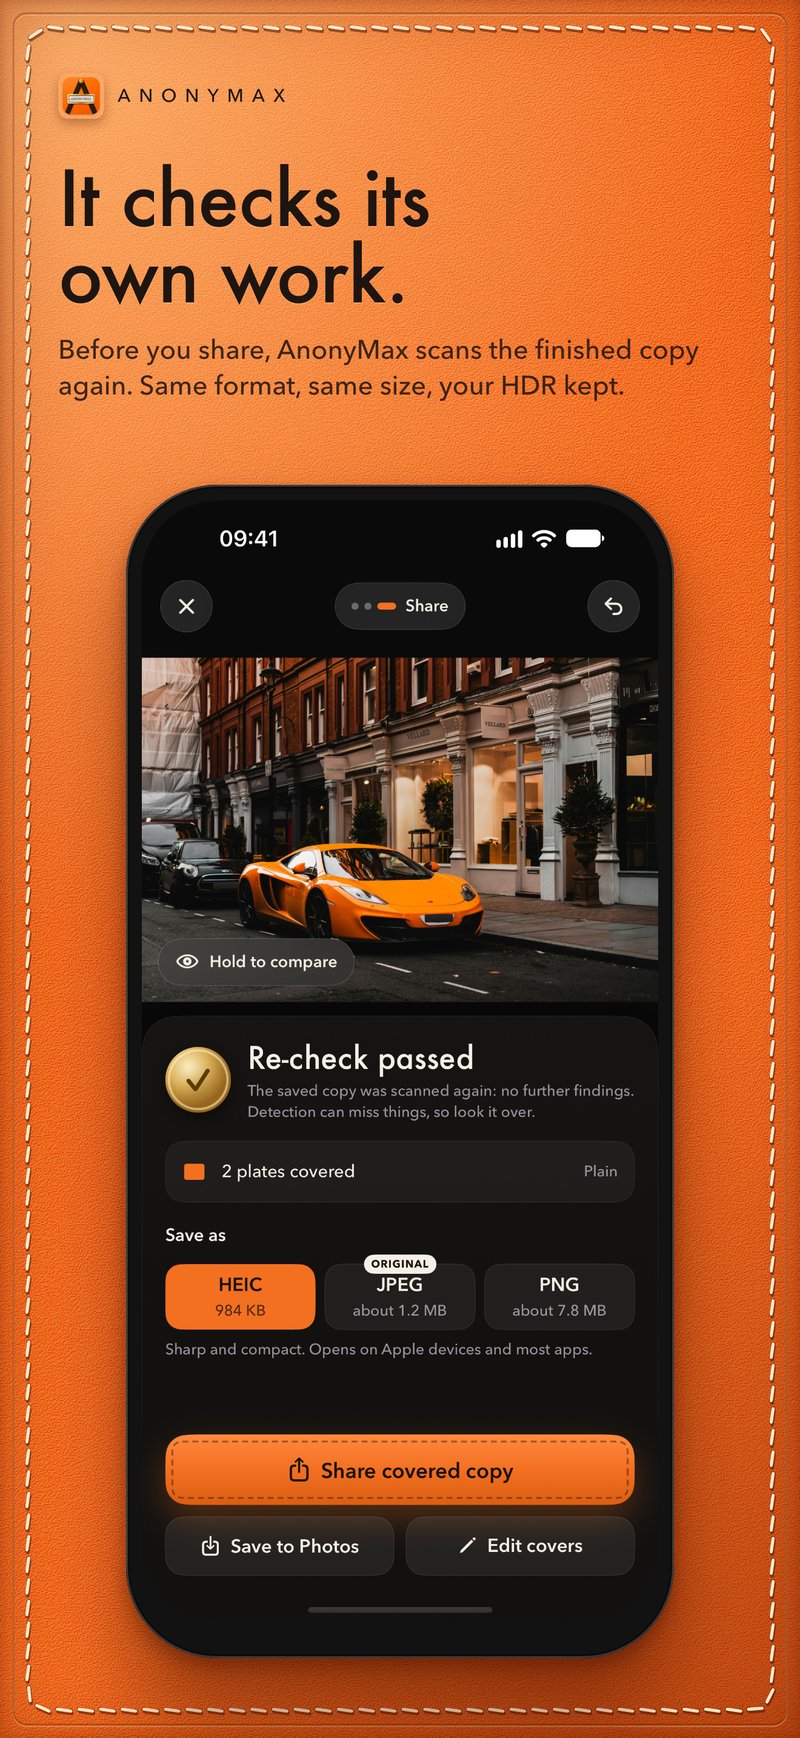 ANONYMAX
It checks its
own work.
Before you share, AnonyMax scans the finished copy
again. Same format, same size, your HDR kept.
09:41
Share
VELLARD
VELLARD
Hold to compare
Re-check passed
The saved copy was scanned again: no further findings.
Detection can miss things, so look it over.
2 plates covered
Plain
Save as
ORIGINAL
HEIC
JPEG
PNG
984 KB
about 1.2 MB
about 7.8 MB
Sharp and compact. Opens on Apple devices and most apps.
Share covered copy
Save to Photos
Edit covers